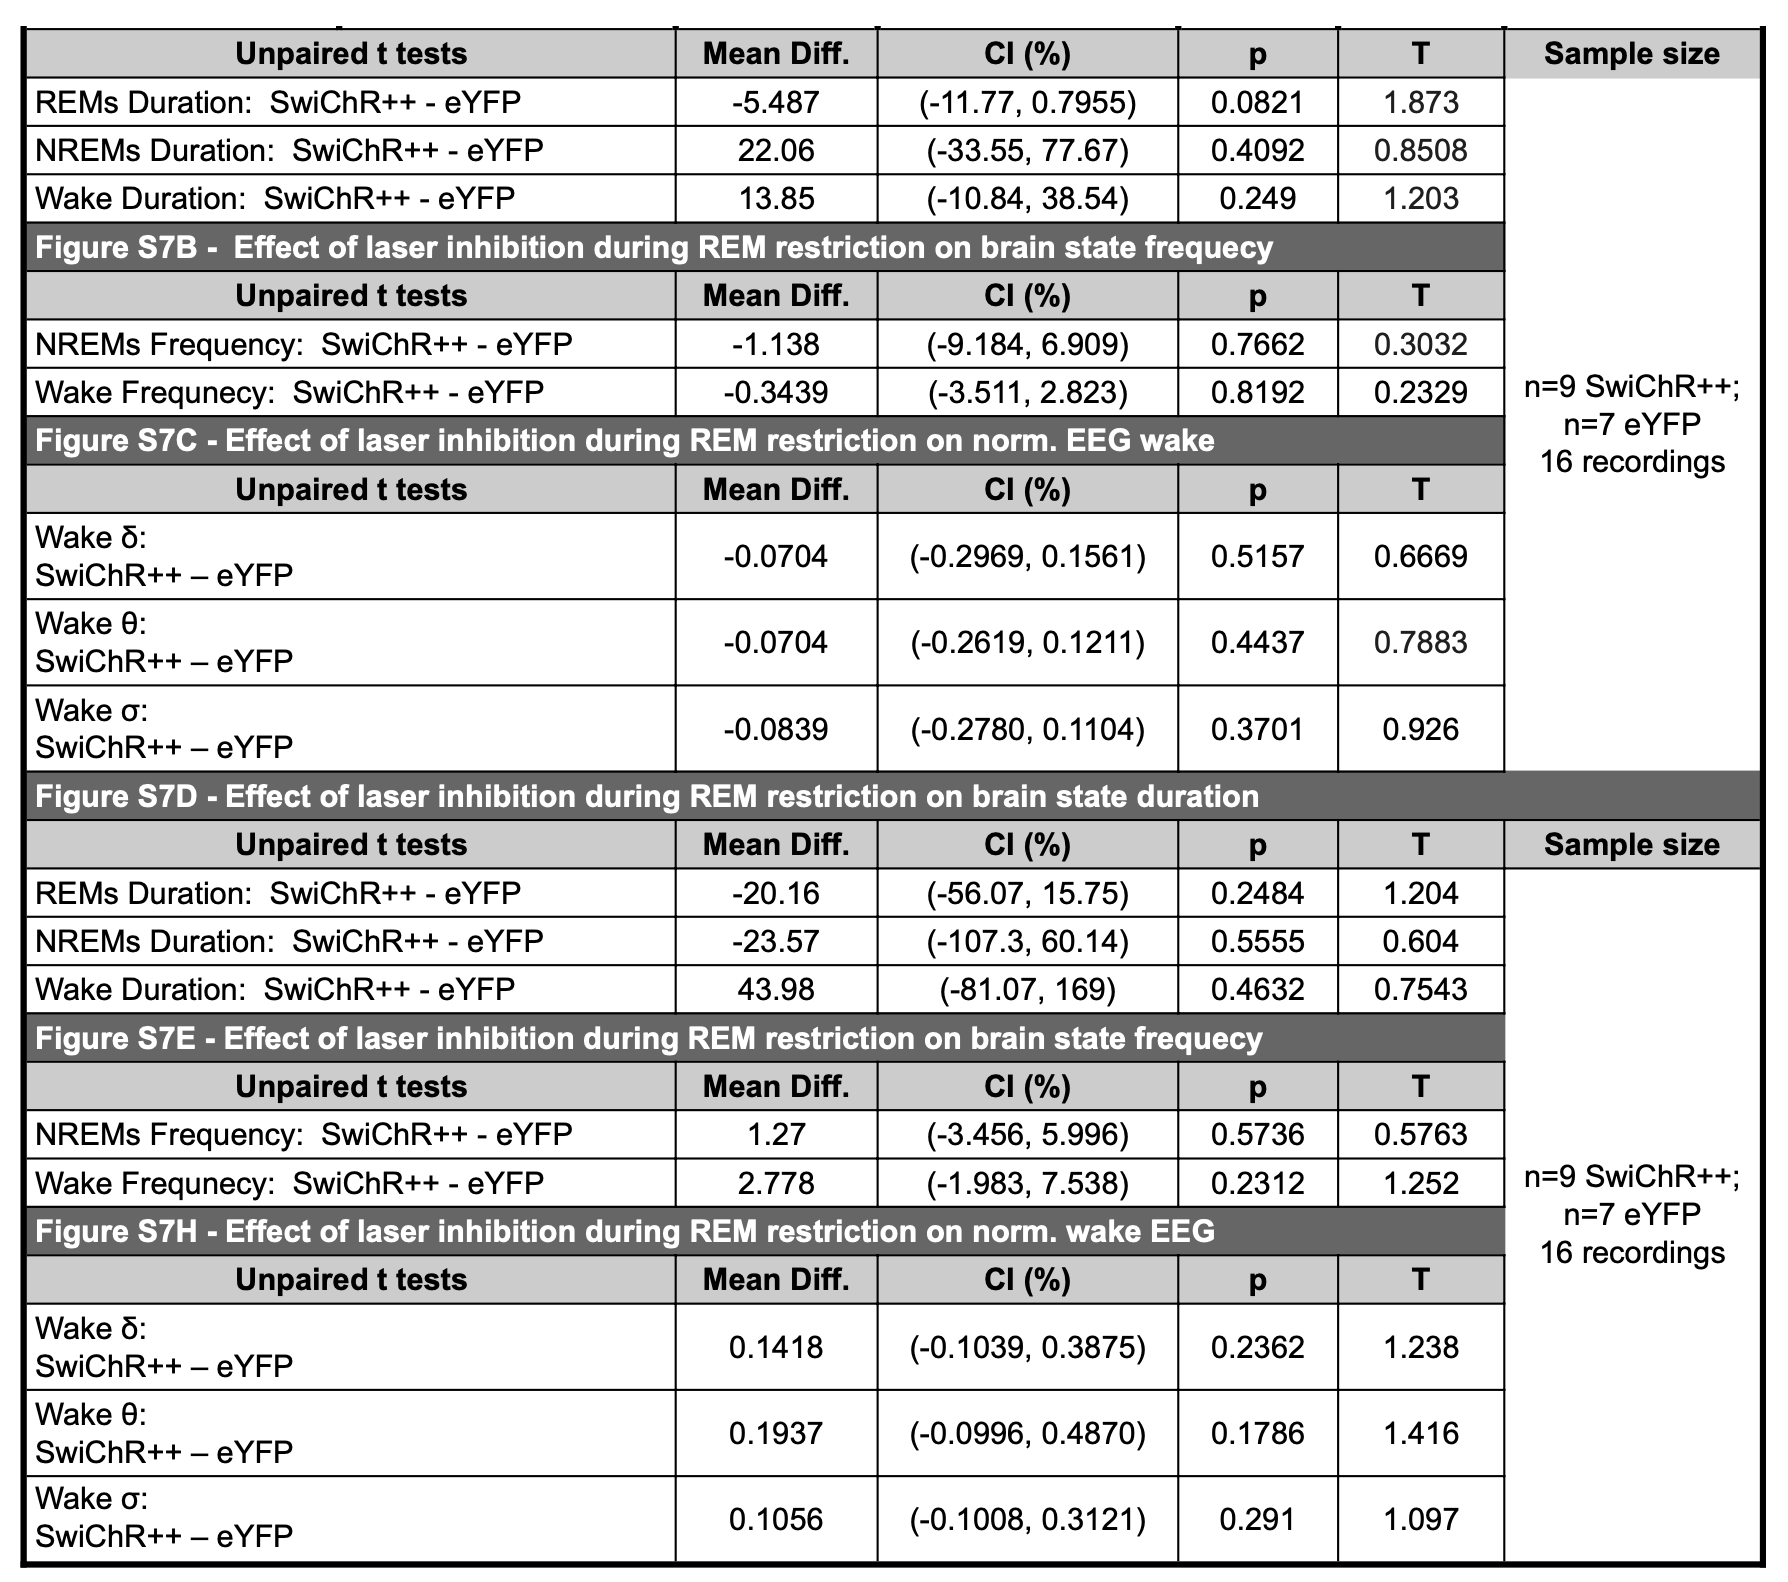 Unpaired t tests Mean Diff. CI (%) p T Sample size
REMs Duration:  SwiChR++ - eYFP -5.487 (-11.77, 0.7955) 0.0821 1.873
NREMs Duration:  SwiChR++ - eYFP 22.06 (-33.55, 77.67) 0.4092 0.8508
Wake Duration:  SwiChR++ - eYFP 13.85 (-10.84, 38.54) 0.249 1.203
Figure S7B -  Effect of laser inhibition during REM restriction on brain state frequecy
Unpaired t tests Mean Diff. CI (%) p T
NREMs Frequency:  SwiChR++ - eYFP -1.138 (-9.184, 6.909) 0.7662 0.3032
Wake Frequnecy:  SwiChR++ - eYFP -0.3439 (-3.511, 2.823) 0.8192 0.2329
n=9 SwiChR++;
n=7 eYFP
16 recordings
Figure S7C - Effect of laser inhibition during REM restriction on norm. EEG wake
Unpaired t tests Mean Diff. CI (%) p T
Wake δ:
SwiChR++ – eYFP -0.0704 (-0.2969, 0.1561) 0.5157 0.6669
Wake θ:
SwiChR++ – eYFP -0.0704 (-0.2619, 0.1211) 0.4437 0.7883
Wake σ:
SwiChR++ – eYFP -0.0839 (-0.2780, 0.1104) 0.3701 0.926
Figure S7D - Effect of laser inhibition during REM restriction on brain state duration
Unpaired t tests Mean Diff. CI (%) p T Sample size
REMs Duration:  SwiChR++ - eYFP -20.16 (-56.07, 15.75) 0.2484 1.204
NREMs Duration:  SwiChR++ - eYFP -23.57 (-107.3, 60.14) 0.5555 0.604
Wake Duration:  SwiChR++ - eYFP 43.98 (-81.07, 169) 0.4632 0.7543
Figure S7E - Effect of laser inhibition during REM restriction on brain state frequecy
Unpaired t tests Mean Diff. CI (%) p T
NREMs Frequency:  SwiChR++ - eYFP 1.27 (-3.456, 5.996) 0.5736 0.5763
Wake Frequnecy:  SwiChR++ - eYFP 2.778 (-1.983, 7.538) 0.2312 1.252
n=9 SwiChR++;
n=7 eYFP
16 recordings
Figure S7H - Effect of laser inhibition during REM restriction on norm. wake EEG
Unpaired t tests Mean Diff. CI (%) p T
Wake δ:
SwiChR++ – eYFP 0.1418 (-0.1039, 0.3875) 0.2362 1.238
Wake θ:
SwiChR++ – eYFP 0.1937 (-0.0996, 0.4870) 0.1786 1.416
Wake σ:
SwiChR++ – eYFP 0.1056 (-0.1008, 0.3121) 0.291 1.097